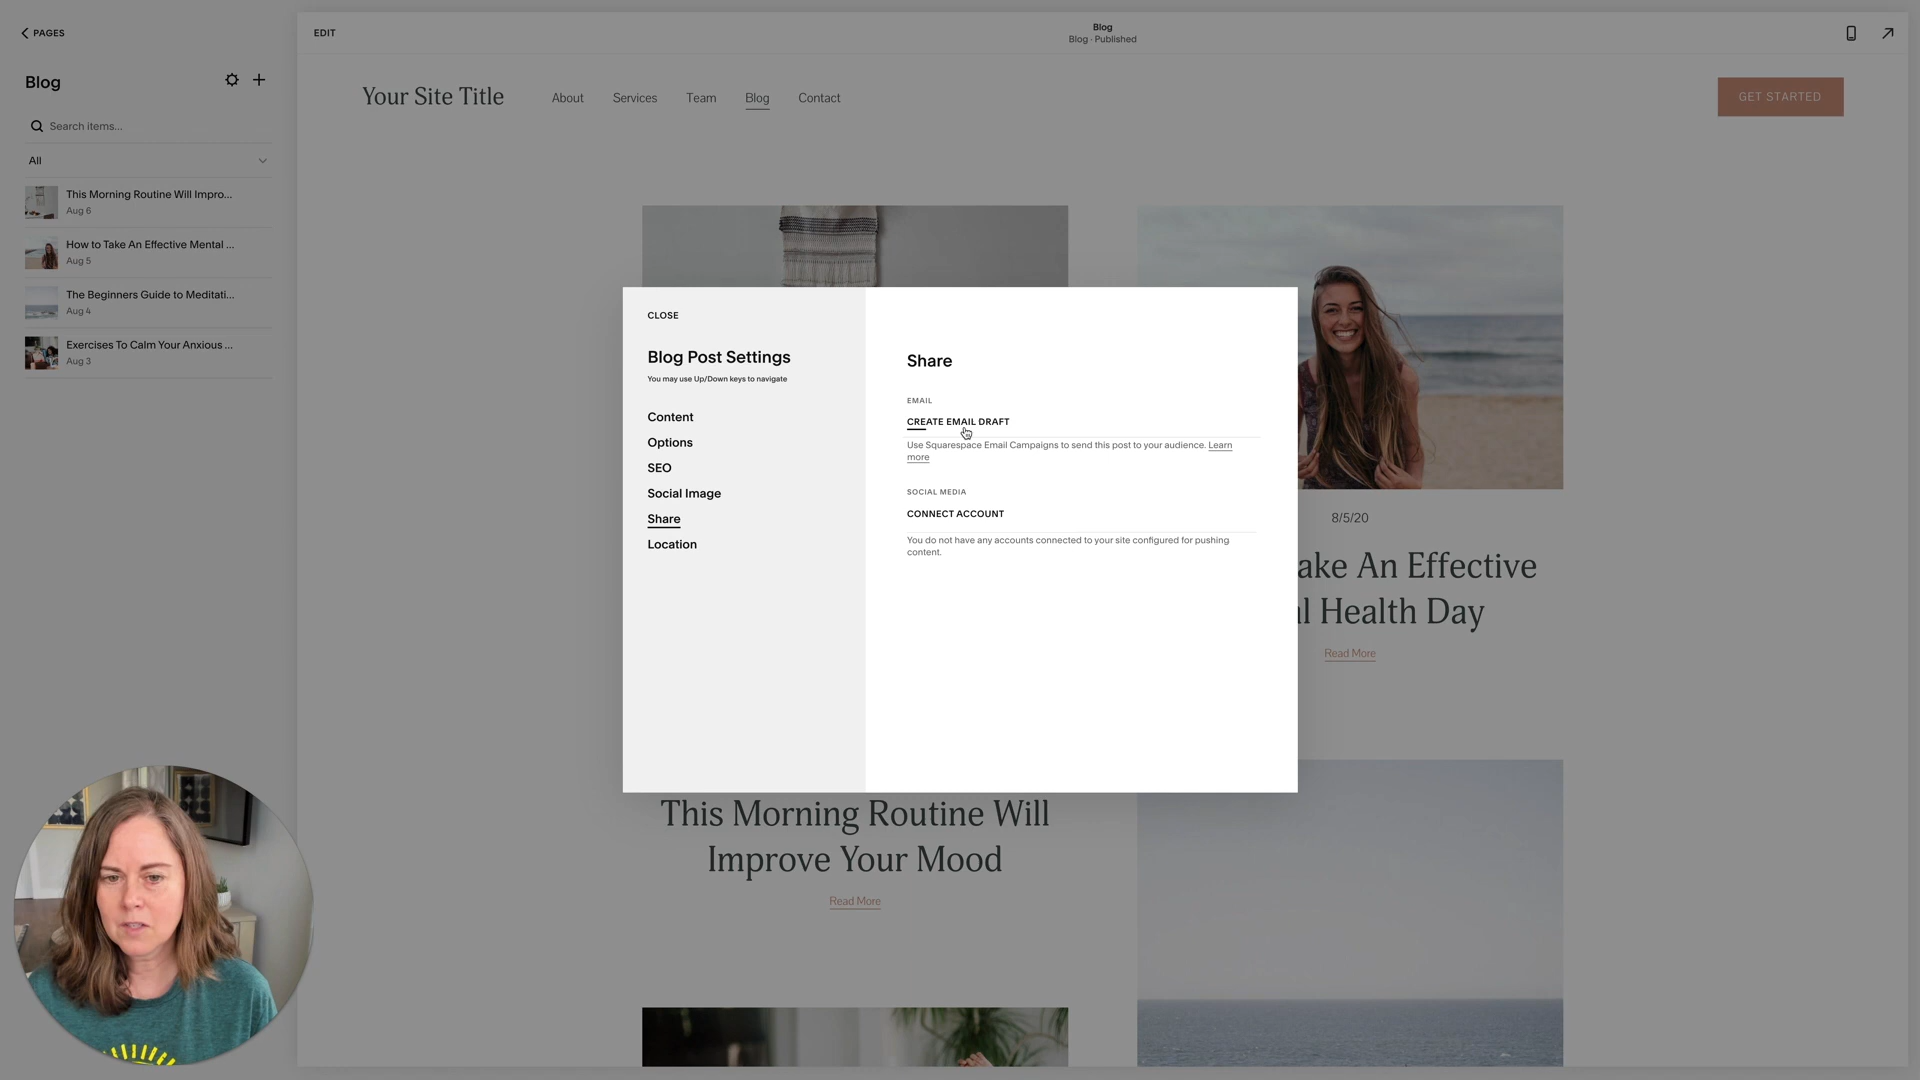 PAGES
Blog
Search items...
All
This Morning Routine Will Impro...
Aug 6
How to Take An Effective Mental ...
Aug 5
The Beginners Guide to Meditati...
Aug 4
Exercises To Calm Your Anxious ...
Aug 3
EDIT
Blog
Blog · Published
Your Site Title
About
Services
Team
Blog
Contact
GET STARTED
CLOSE
Blog Post Settings
You may use Up/Down keys to navigate
Content
Options
SEO
Social Image
Share
Location
Share
EMAIL
CREATE EMAIL DRAFT
Use Squarespace Email Campaigns to send this post to your audience. Learn
more
SOCIAL MEDIA
CONNECT ACCOUNT
You do not have any accounts connected to your site configured for pushing
content.
8/5/20
ake An Effective
l Health Day
Read More
This Morning Routine Will
Improve Your Mood
Read More